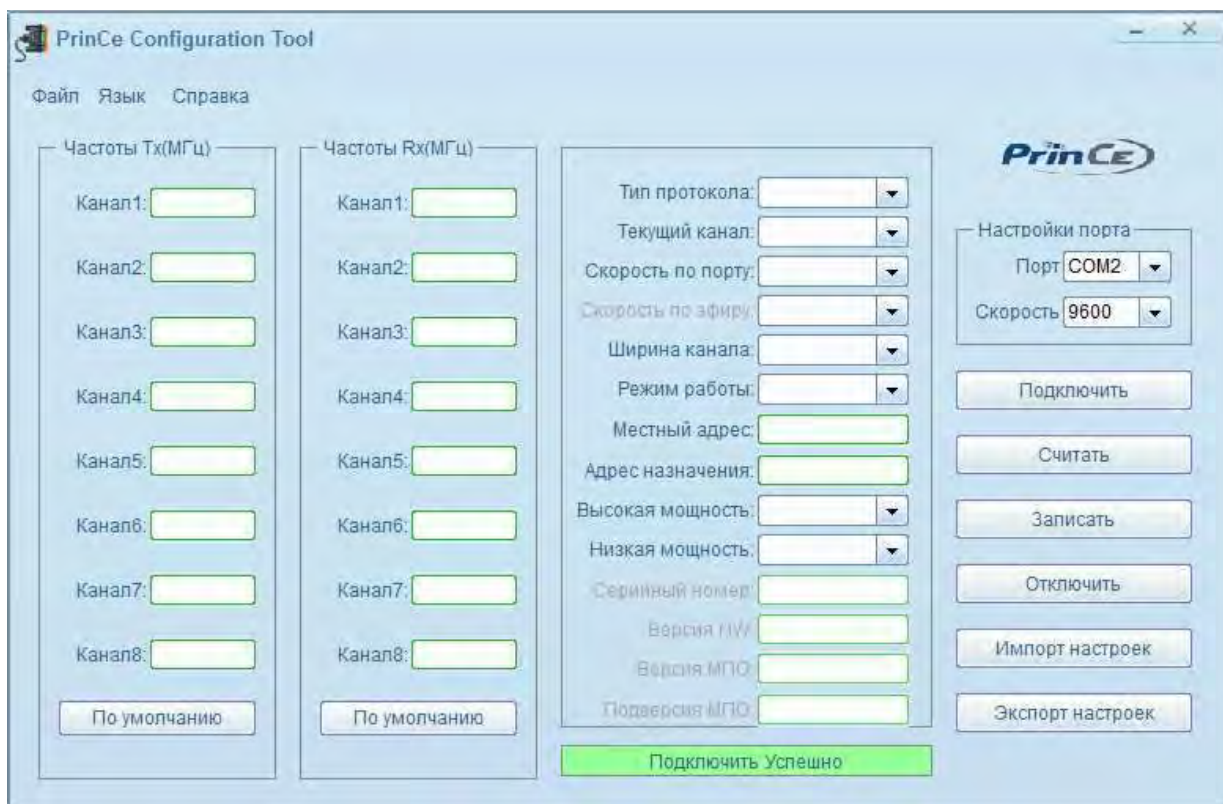 PrinCe Configuration Tool
Файл Язык Справка
Частоты Tx(МГц)
Канал1:
Канал2:
Канал3:
Канал4:
Канал5:
Канал6:
Канал7:
Канал8:
По умолчанию
Частоты Rx(МГц)
Канал1:
Канал2:
Канал3:
Канал4:
Канал5:
Канал6:
Канал7:
Канал8:
По умолчанию
Тип протокола:
Текущий канал:
Скорость по порту:
Скорость по эфиру:
Ширина канала:
Режим работы:
Местный адрес:
Адрес назначения:
Высокая мощность:
Низкая мощность:
Серийный номер:
Версия HW:
Версия МПО:
Подверсия МПО:
Подключить Успешно
PrinCE
Настройки порта
Порт COM2
Скорость 9600
Подключить
Считать
Записать
Отключить
Импорт настроек
Экспорт настроек